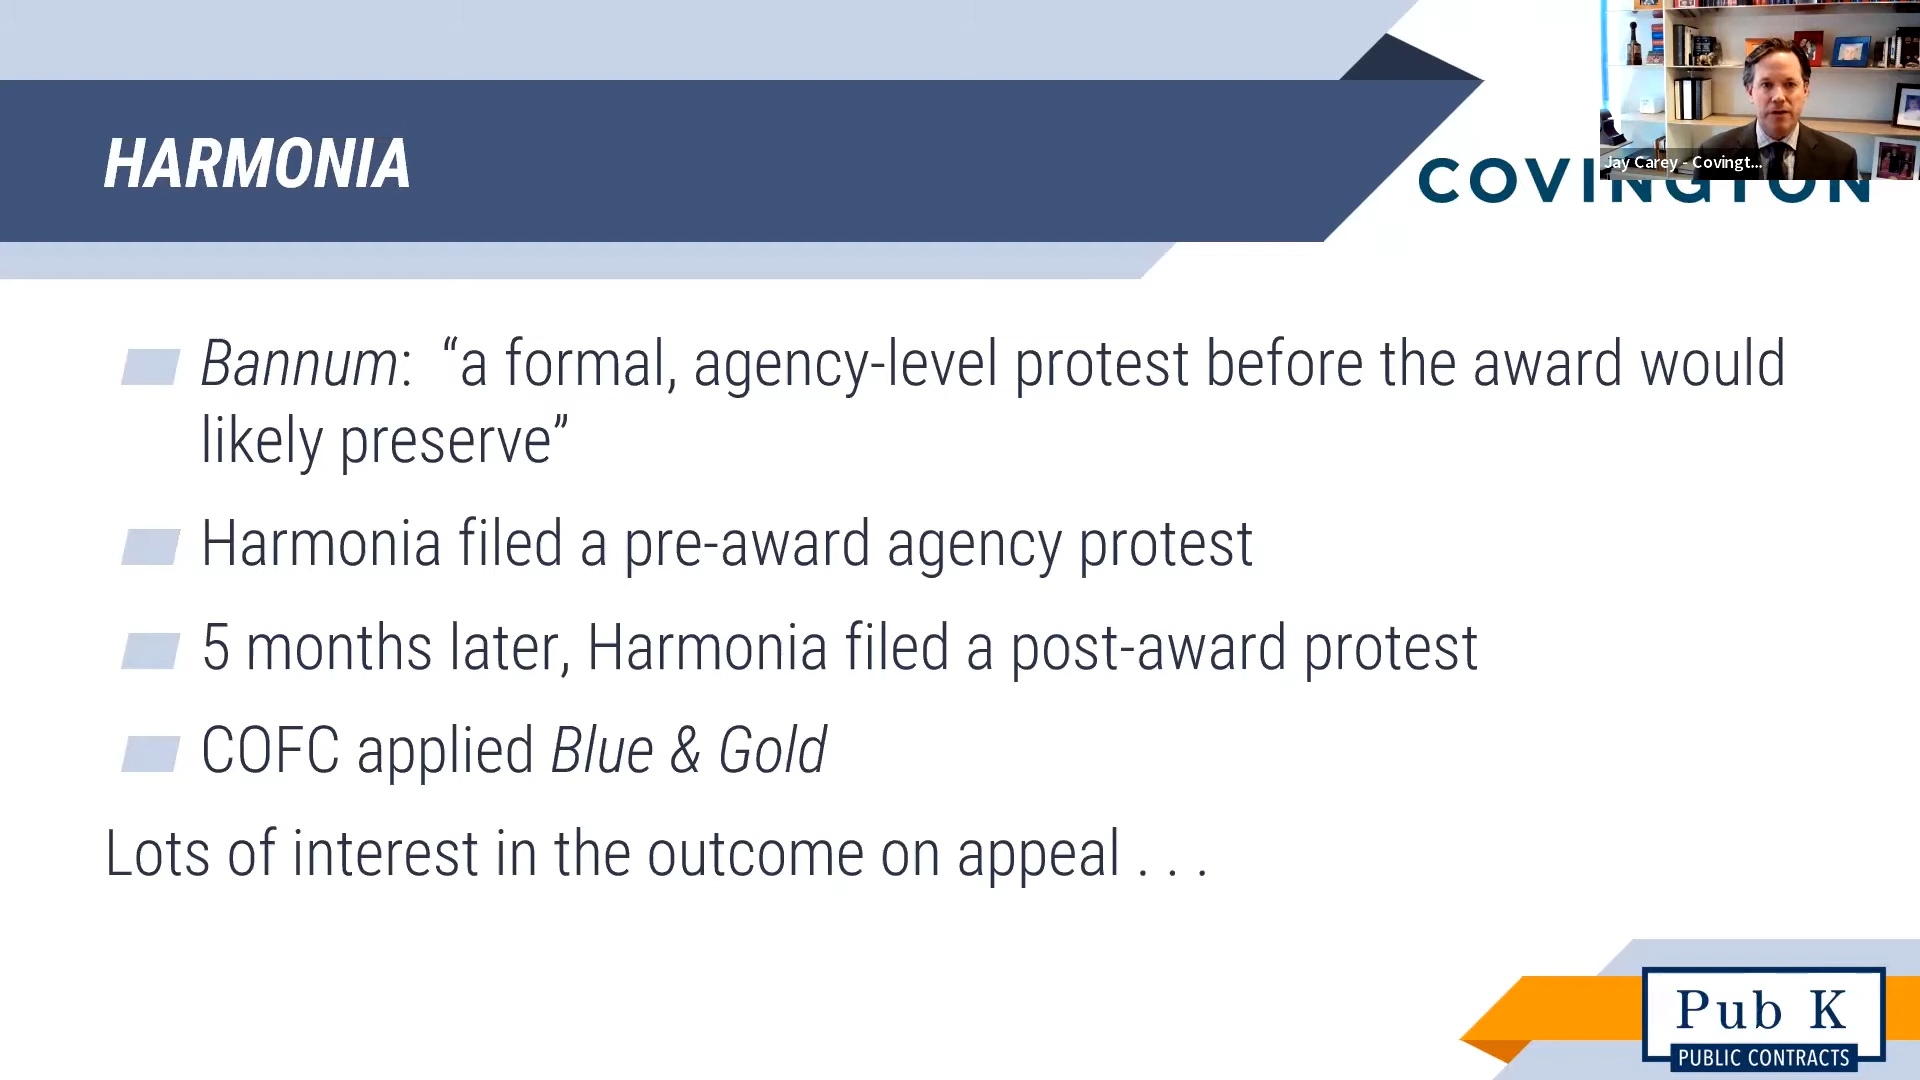 HARMONIA
Jay Carey - Covingt...
COVINGTON
Bannum: “a formal, agency-level protest before the award would
likely preserve”
Harmonia filed a pre-award agency protest
5 months later, Harmonia filed a post-award protest
COFC applied Blue & Gold
Lots of interest in the outcome on appeal . . .
Pub K
PUBLIC CONTRACTS